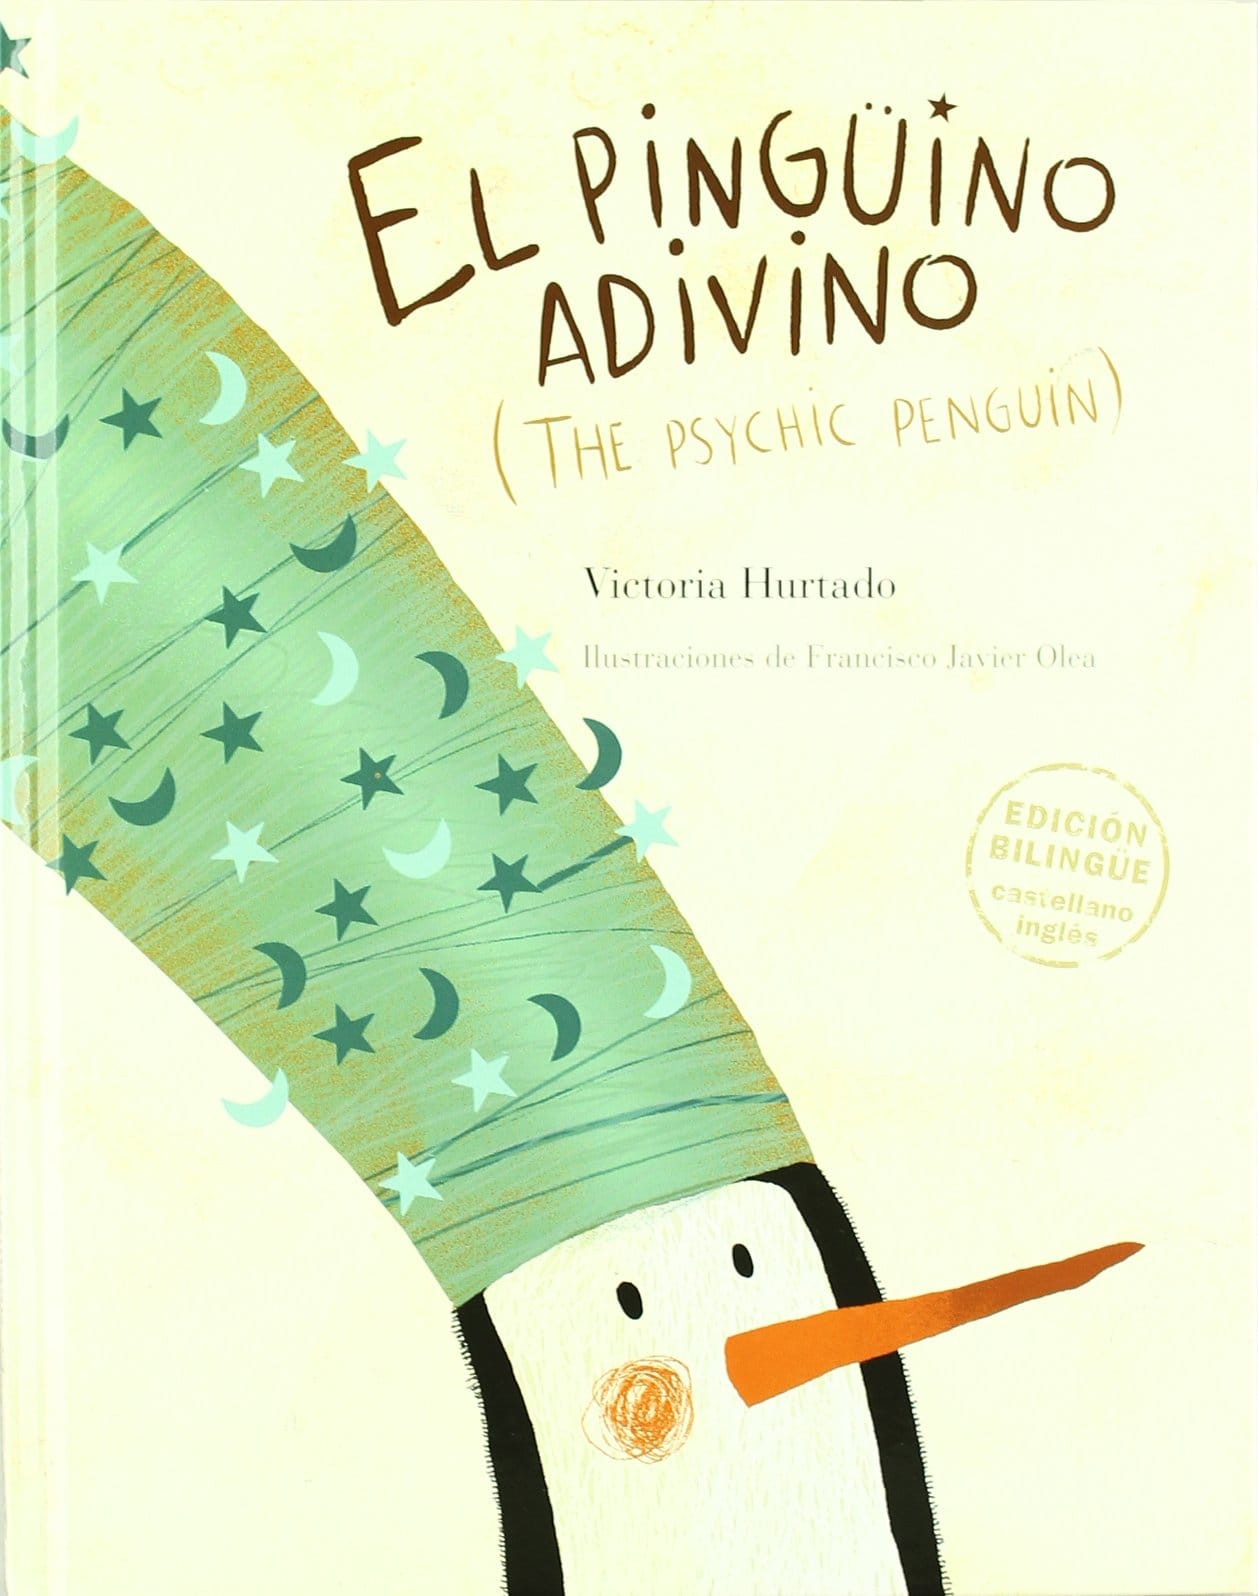 EL PINGÜINO
ADIVINO
(THE PSYCHIC PENGUIN)
Victoria Hurtado
Ilustraciones de Francisco Javier Olea
EDICIÓN
BILINGÜE
castellano
inglés